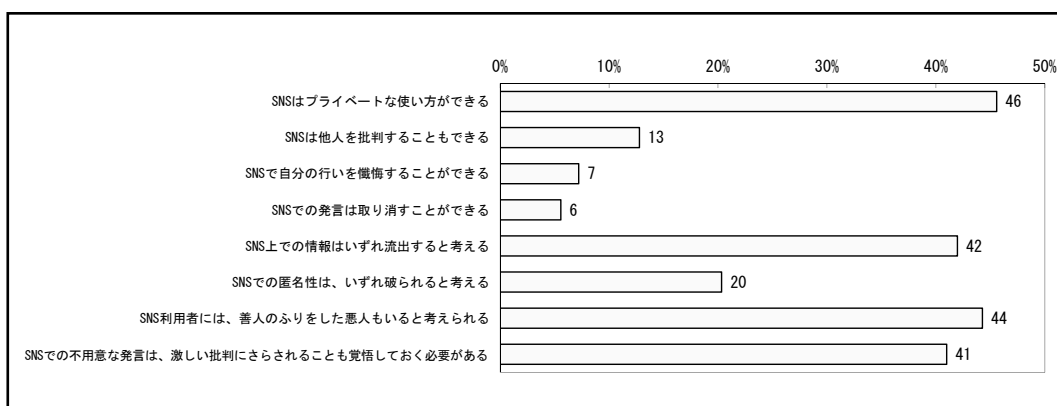 0% 10% 20% 30% 40% 50%
SNSはプライベートな使い方ができる 46
SNSは他人を批判することもできる 13
SNSで自分の行いを懺悔することができる 7
SNSでの発言は取り消すことができる 6
SNS上での情報はいずれ流出すると考える 42
SNSでの匿名性は、いずれ破られると考える 20
SNS利用者には、善人のふりをした悪人もいると考えられる 44
SNSでの不用意な発言は、激しい批判にさらされることも覚悟しておく必要がある 41